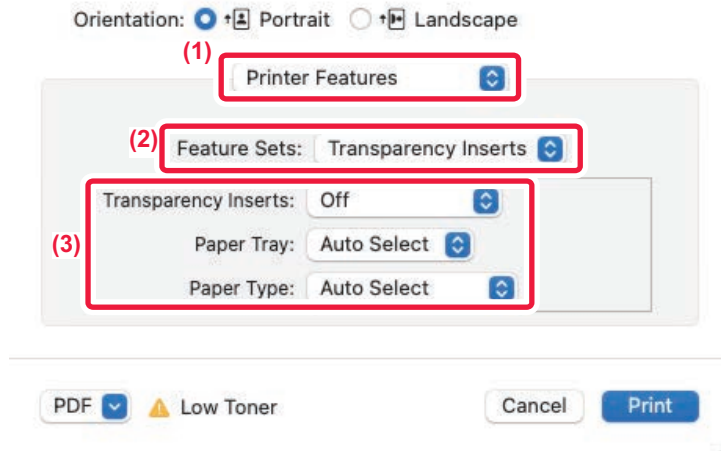 Orientation: Portrait Landscape
(1)
Printer Features
(2)
Feature Sets: Transparency Inserts
Transparency Inserts: Off
(3) Paper Tray: Auto Select
Paper Type: Auto Select
PDF Low Toner Cancel Print